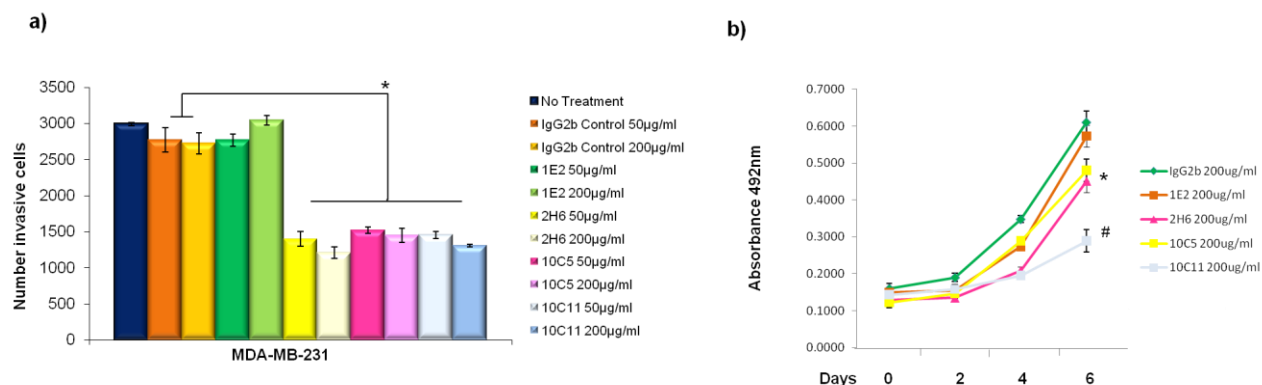 a)
Number invasive cells
3500
3000
2500
2000
1500
1000
500
0
*
MDA-MB-231
No Treatment
IgG2b Control 50µg/ml
IgG2b Control 200µg/ml
1E2 50µg/ml
1E2 200µg/ml
2H6 50µg/ml
2H6 200µg/ml
10C5 50µg/ml
10C5 200µg/ml
10C11 50µg/ml
10C11 200µg/ml
b)
Absorbance 492nm
0.7000
0.6000
0.5000
0.4000
0.3000
0.2000
0.1000
0.0000
*
#
Days 0 2 4 6
IgG2b 200ug/ml
1E2 200ug/ml
2H6 200ug/ml
10C5 200ug/ml
10C11 200ug/ml